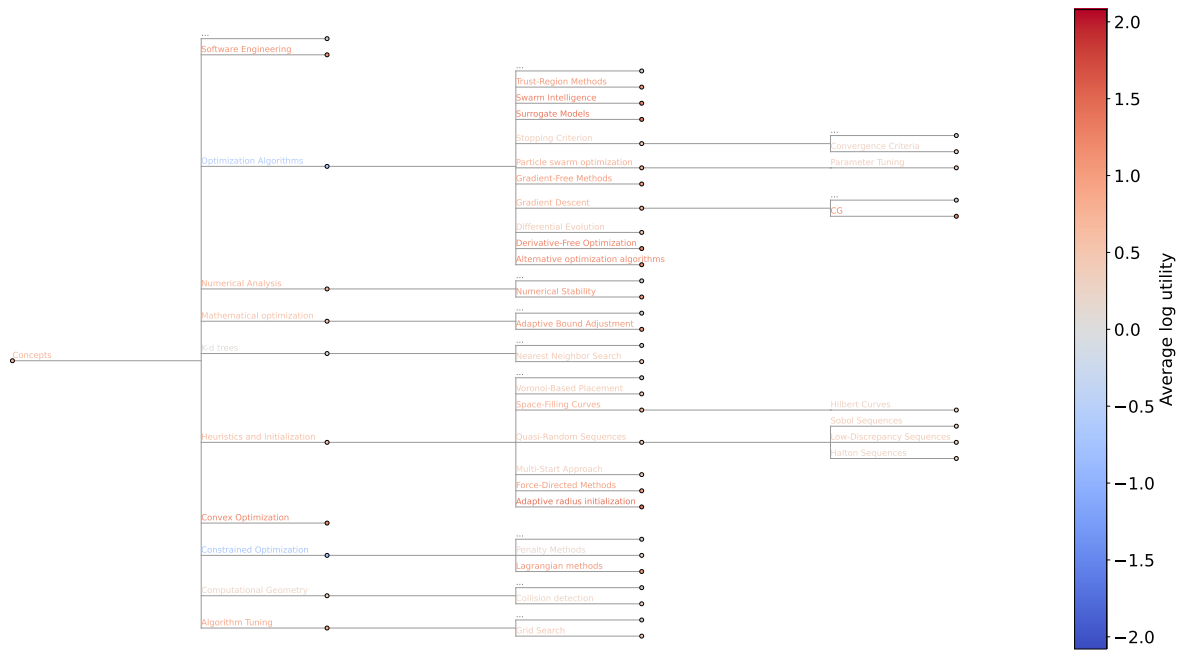 ...
Software Engineering
...
Trust-Region Methods
Swarm Intelligence
Surrogate Models
Stopping Criterion
...
Convergence Criteria
Optimization Algorithms
Particle swarm optimization
Parameter Tuning
Gradient-Free Methods
Gradient Descent
...
CG
Differential Evolution
Derivative-Free Optimization
Alternative optimization algorithms
Numerical Analysis
...
Numerical Stability
Mathematical optimization
...
Adaptive Bound Adjustment
K-d trees
...
Nearest Neighbor Search
Concepts
...
Voronoi-Based Placement
Space-Filling Curves
Hilbert Curves
Heuristics and Initialization
Quasi-Random Sequences
Sobol Sequences
Low-Discrepancy Sequences
Halton Sequences
Multi-Start Approach
Force-Directed Methods
Adaptive radius initialization
Convex Optimization
Constrained Optimization
...
Penalty Methods
Lagrangian methods
Computational Geometry
...
Collision detection
Algorithm Tuning
...
Grid Search
2.0
1.5
1.0
0.5
0.0
−0.5
−1.0
−1.5
−2.0
Average log utility